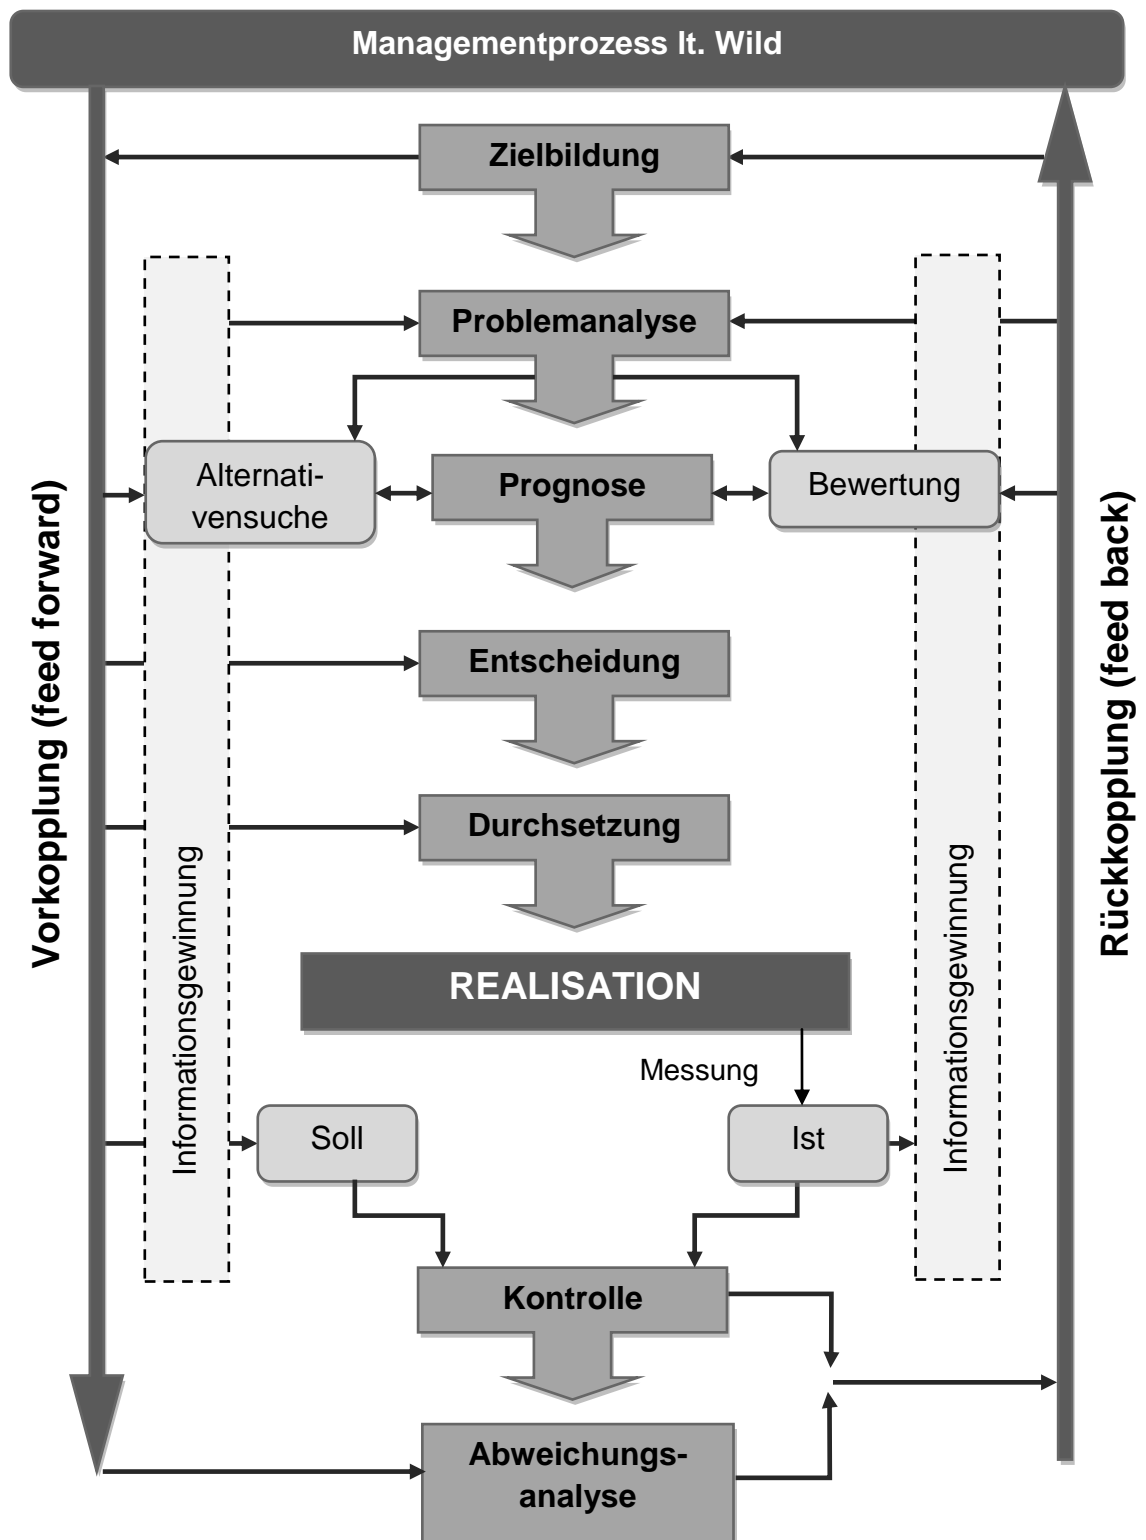 Managementprozess lt. Wild
Zielbildung
Problemanalyse
Alternati-
vensuche
Prognose
Bewertung
Entscheidung
Durchsetzung
Vorkopplung (feed forward)
Informationsgewinnung
Informationsgewinnung
Rückkopplung (feed back)
REALISATION
Messung
Soll
Ist
Kontrolle
Abweichungs-
analyse